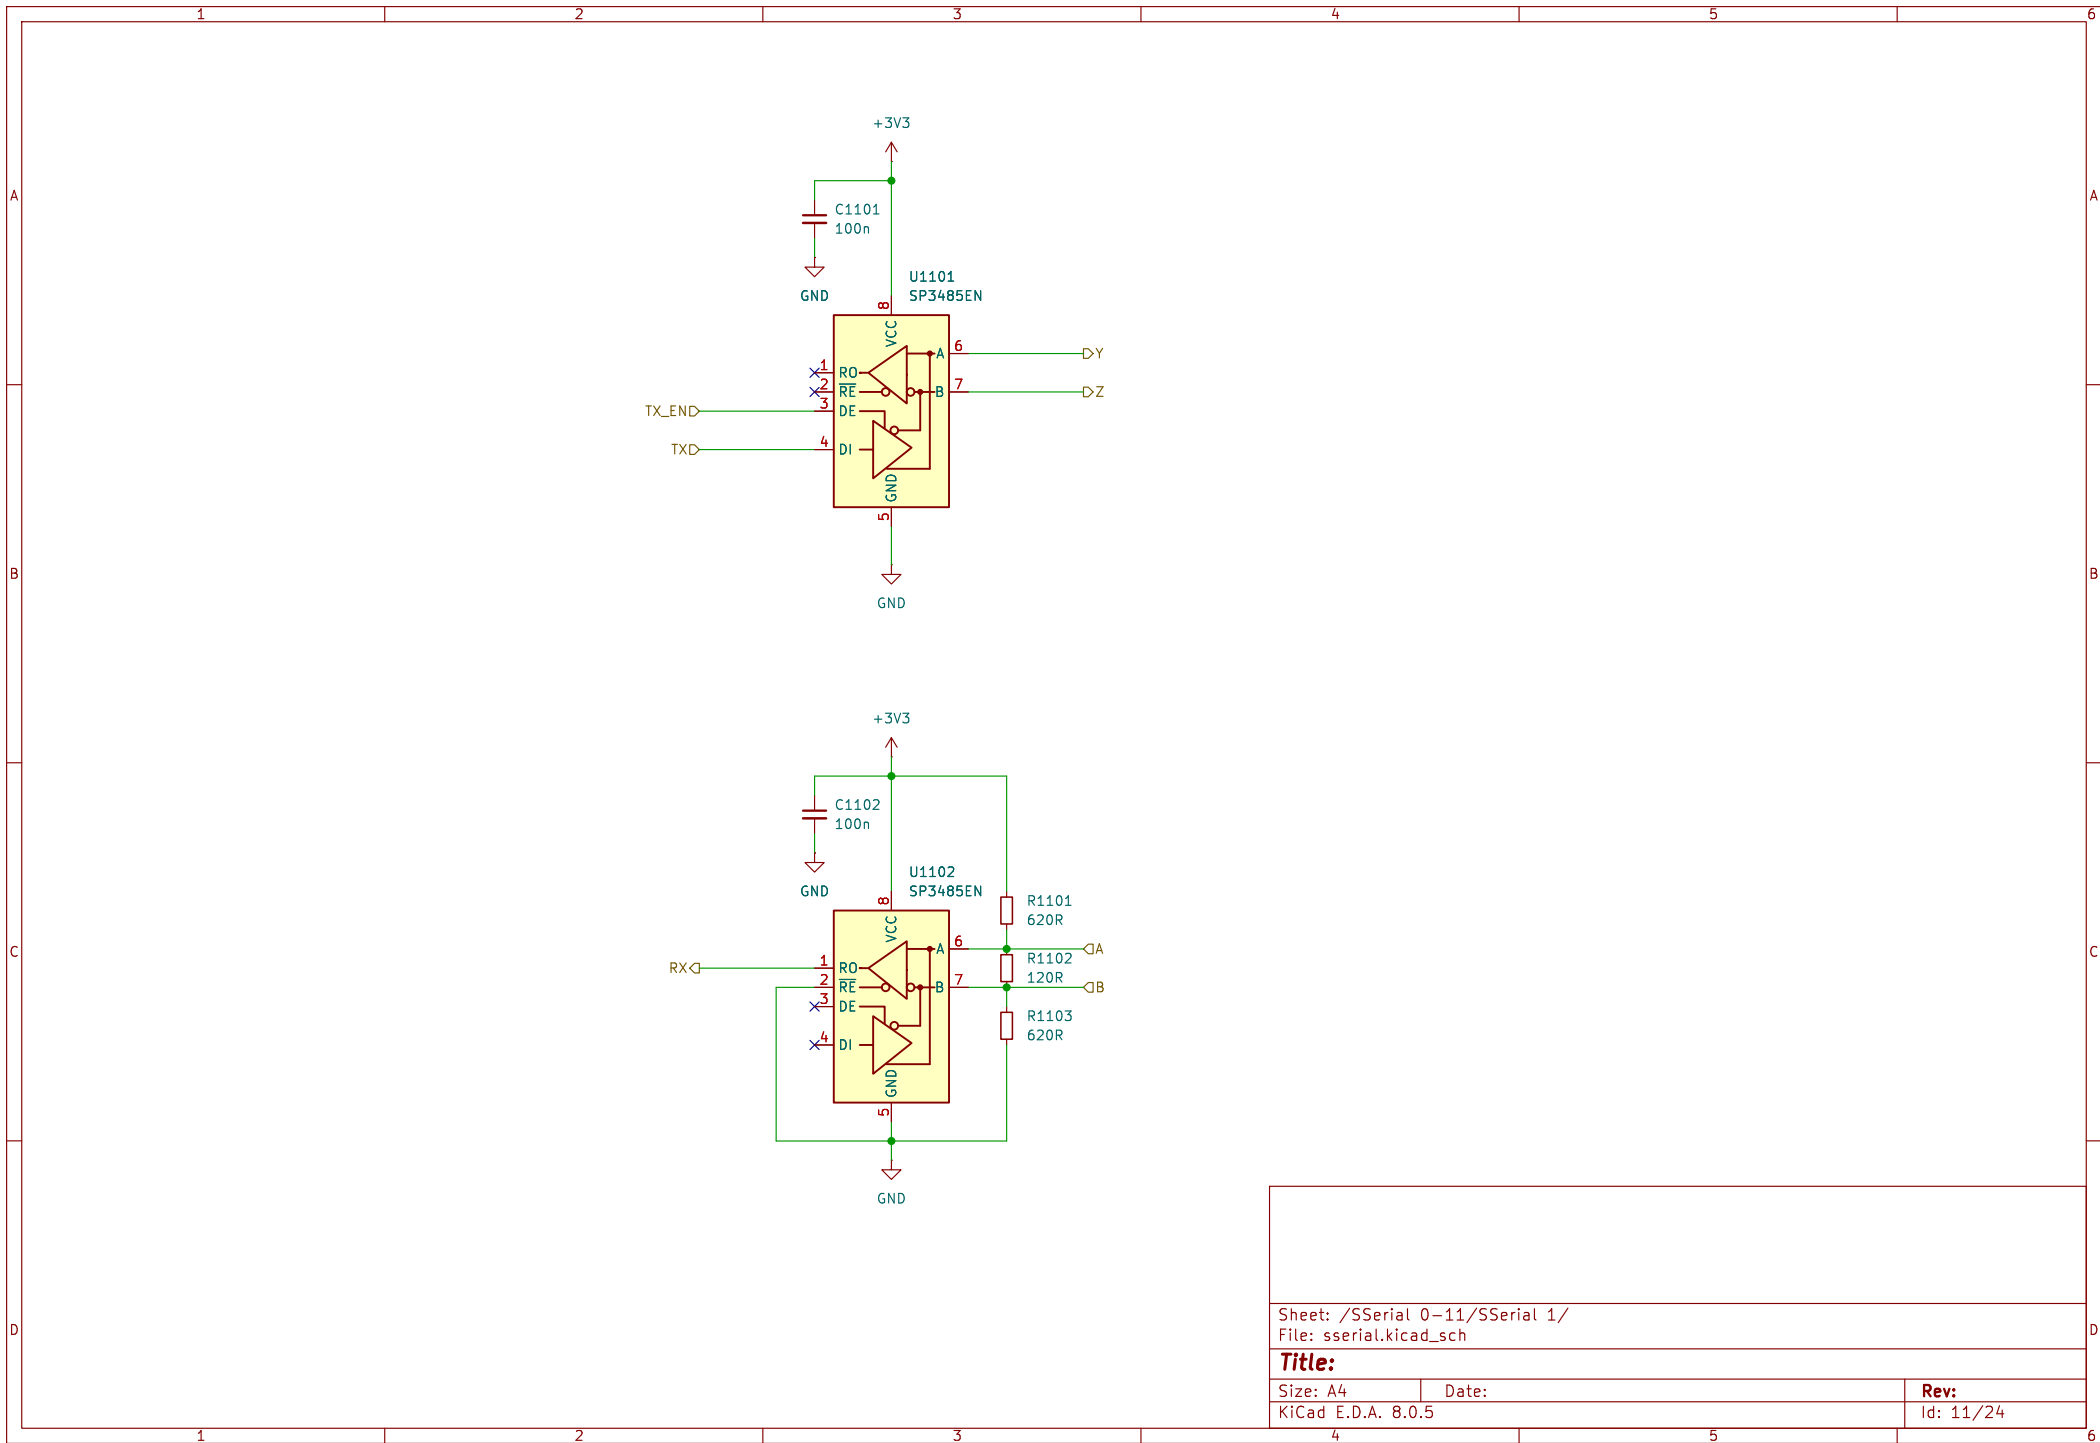 1 2 3 4 5 6
A A
B B
C C
D D
+3V3
C1101
100n
GND
U1101
SP3485EN
8
VCC
1 RO
2 RE
3 DE
4 DI
A 6
B 7
GND
5
TX_EN
TX
Y
Z
GND
+3V3
C1102
100n
GND
U1102
SP3485EN
8
VCC
1 RO
2 RE
3 DE
4 DI
A 6
B 7
GND
5
RX
R1101
620R
A
R1102
120R
B
R1103
620R
GND
Sheet: /SSerial 0-11/SSerial 1/
File: sserial.kicad_sch
Title:
Size: A4 Date: Rev:
KiCad E.D.A. 8.0.5 Id: 11/24
1 2 3 4 5 6